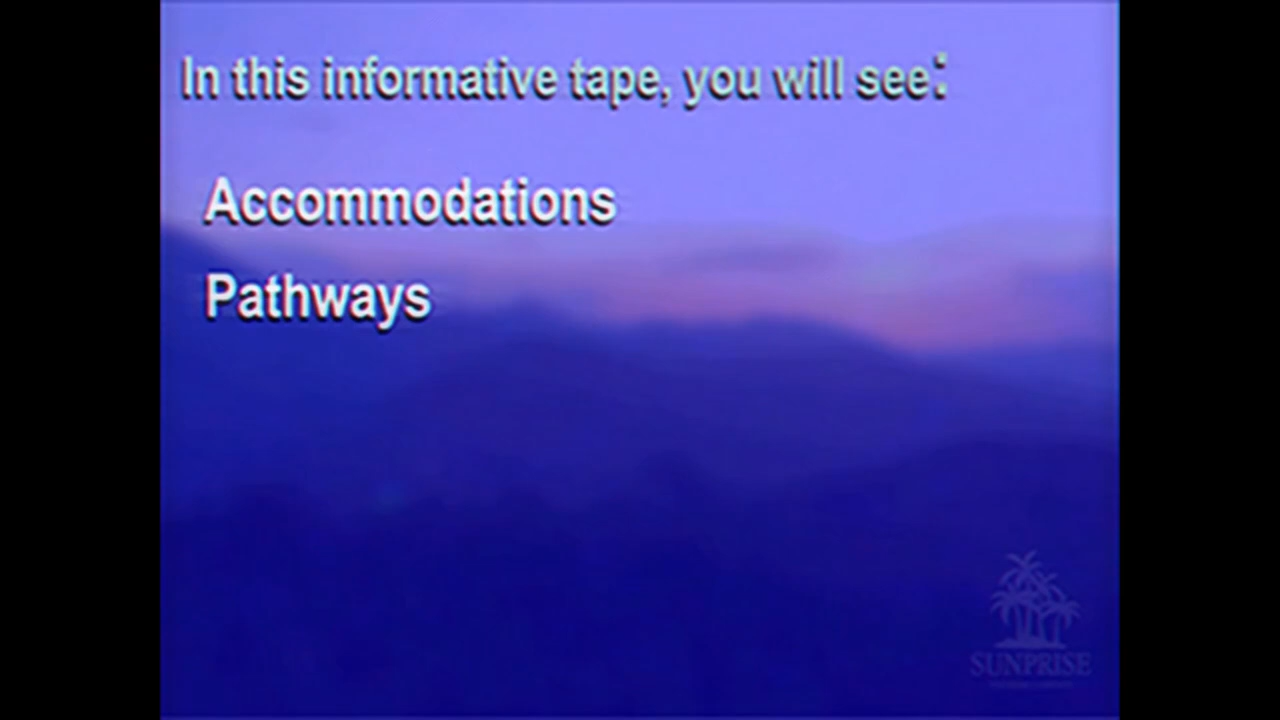 In this informative tape, you will see:
Accommodations
Pathways
SUNPRISE